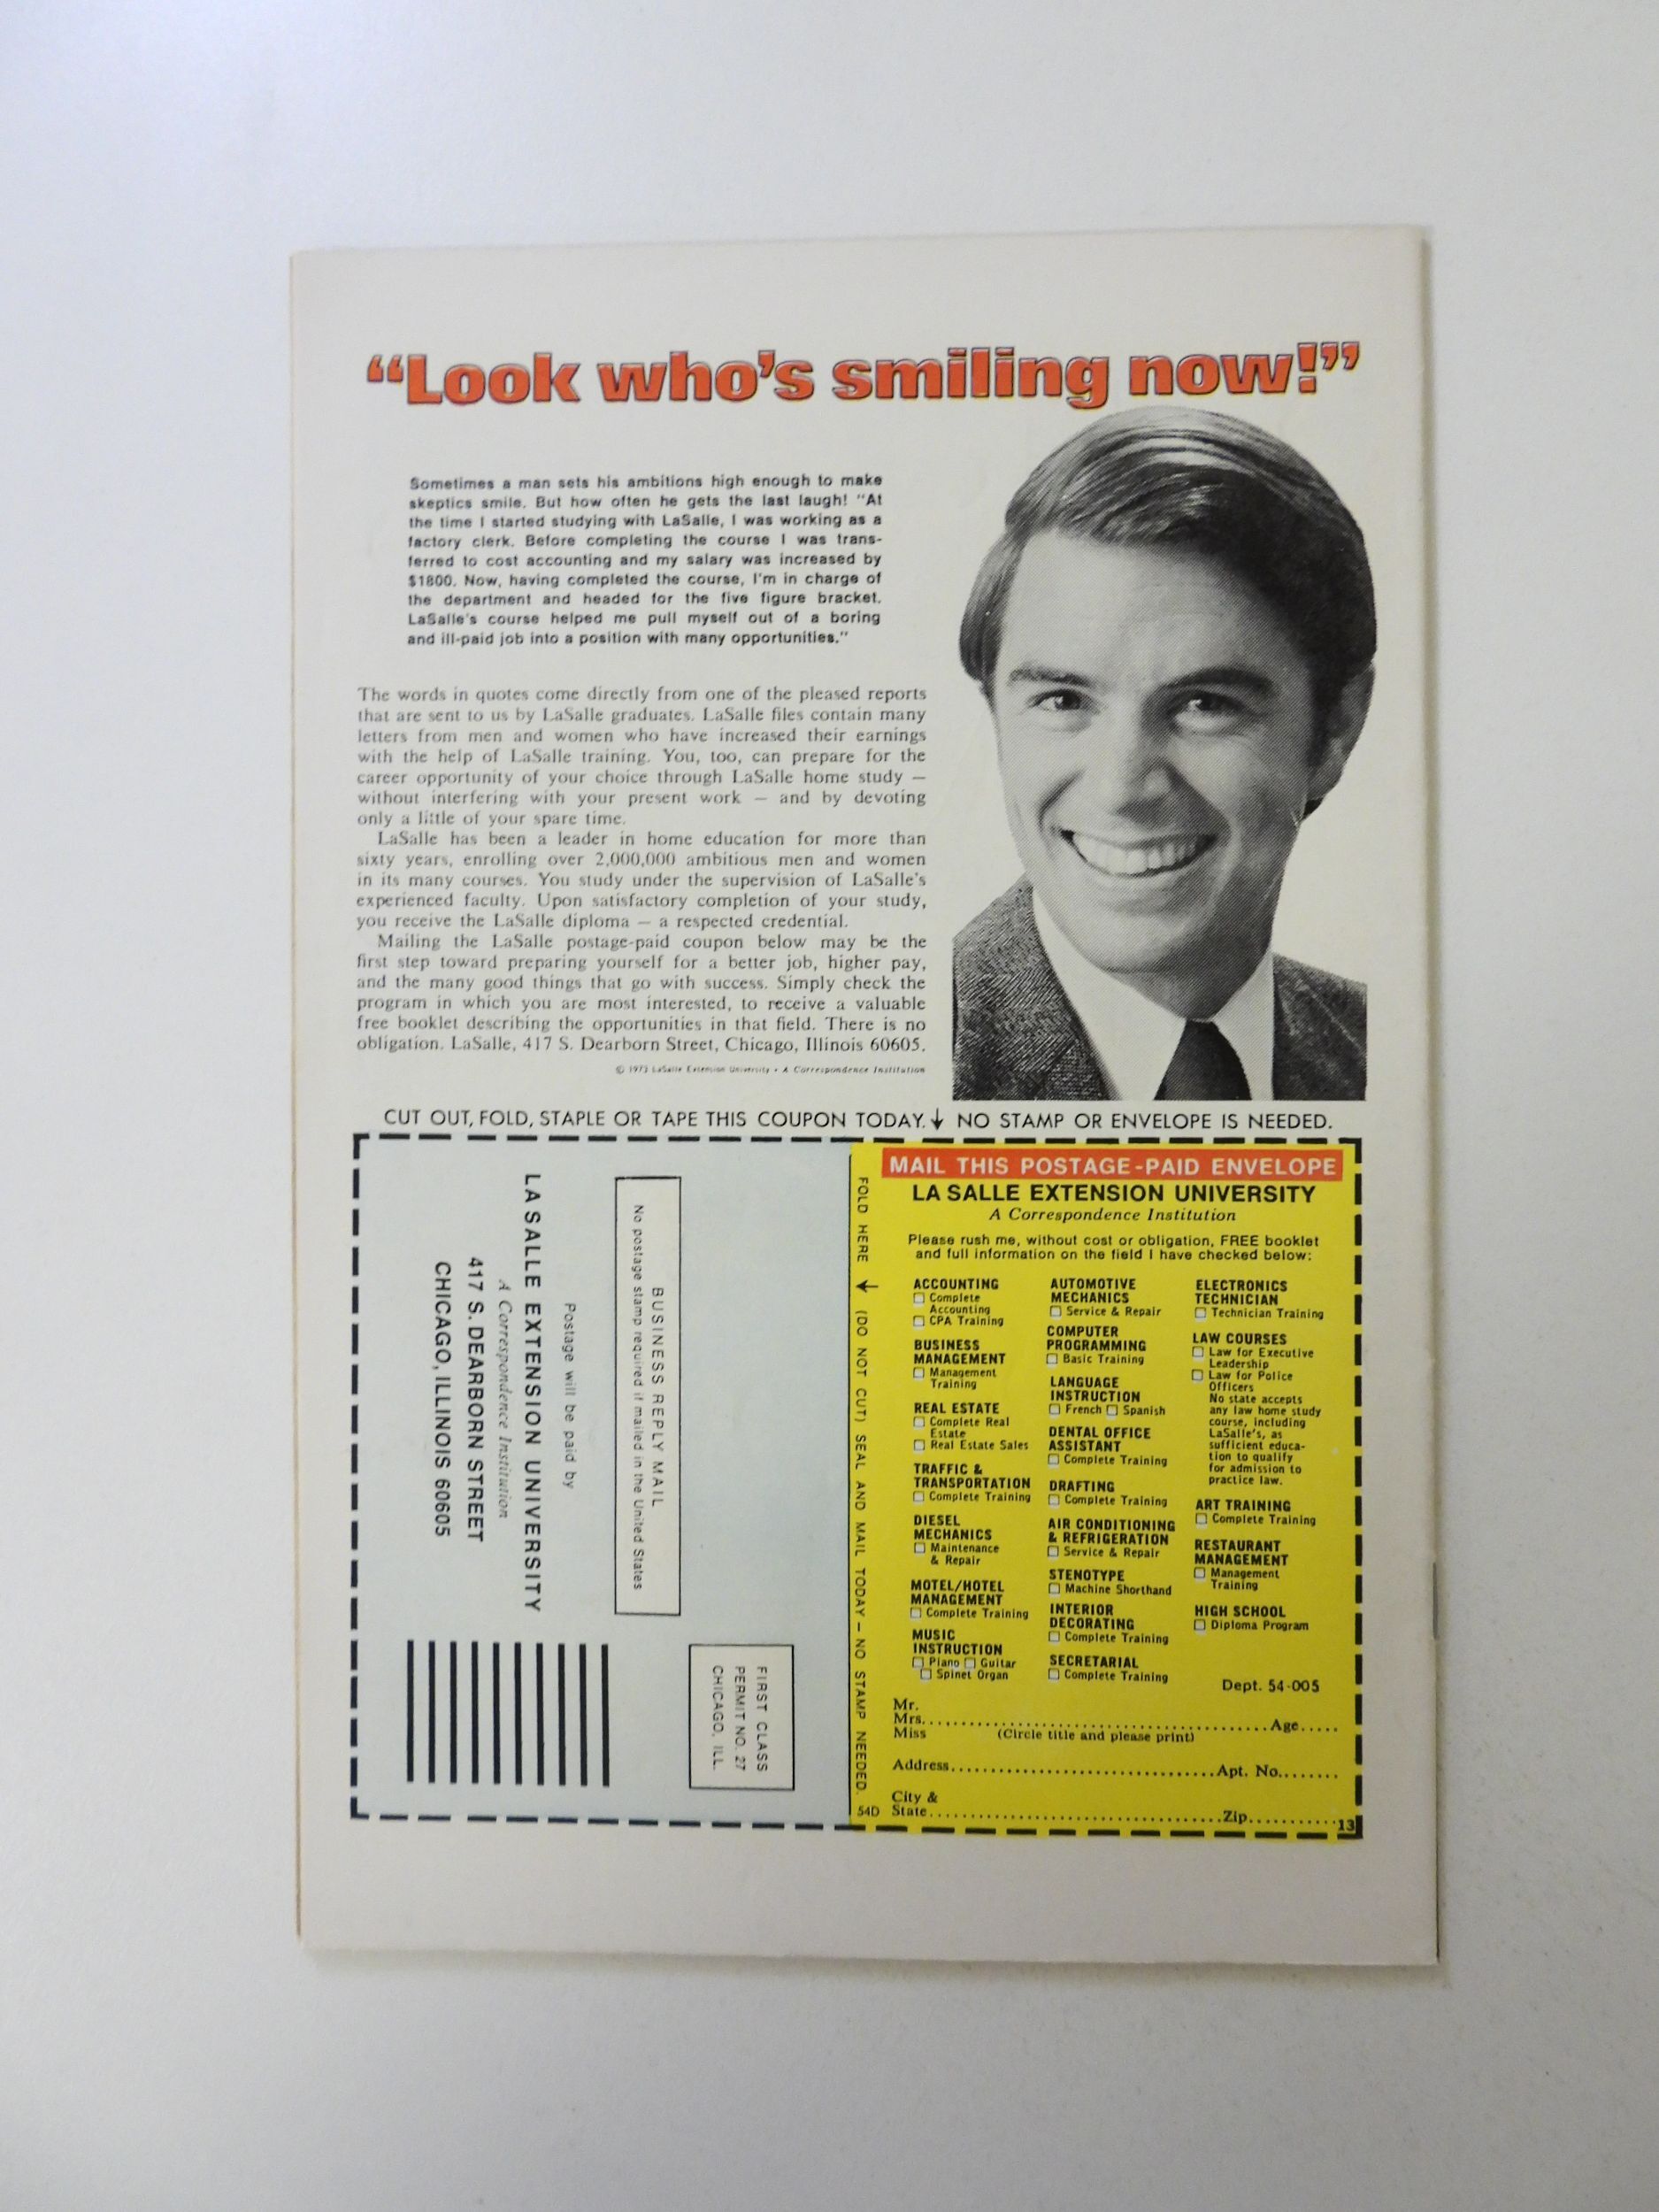 “Look who’s smiling now!”
Sometimes a man sets his ambitions high enough to make
skeptics smile. But how often he gets the last laugh! "At
the time I started studying with LaSalle, I was working as a
factory clerk. Before completing the course I was trans-
ferred to cost accounting and my salary was increased by
$1800. Now, having completed the course, I'm in charge of
the department and headed for the five figure bracket.
LaSalle's course helped me pull myself out of a boring
and ill-paid job into a position with many opportunities."
The words in quotes come directly from one of the pleased reports
that are sent to us by LaSalle graduates. LaSalle files contain many
letters from men and women who have increased their earnings
with the help of LaSalle training. You, too, can prepare for the
career opportunity of your choice through LaSalle home study —
without interfering with your present work — and by devoting
only a little of your spare time.
LaSalle has been a leader in home education for more than
sixty years, enrolling over 2,000,000 ambitious men and women
in its many courses. You study under the supervision of LaSalle's
experienced faculty. Upon satisfactory completion of your study,
you receive the LaSalle diploma — a respected credential.
Mailing the LaSalle postage-paid coupon below may be the
first step toward preparing yourself for a better job, higher pay,
and the many good things that go with success. Simply check the
program in which you are most interested, to receive a valuable
free booklet describing the opportunities in that field. There is no
obligation. LaSalle, 417 S. Dearborn Street, Chicago, Illinois 60605.
© 1973 LaSalle Extension University • A Correspondence Institution
CUT OUT, FOLD, STAPLE OR TAPE THIS COUPON TODAY. ↓ NO STAMP OR ENVELOPE IS NEEDED.
FIRST CLASS
PERMIT NO. 27
CHICAGO, ILL.
BUSINESS REPLY MAIL
No postage stamp required if mailed in the United States
Postage will be paid by
LA SALLE EXTENSION UNIVERSITY
A Correspondence Institution
417 S. DEARBORN STREET
CHICAGO, ILLINOIS 60605
FOLD HERE ↓ (DO NOT CUT) SEAL AND MAIL TODAY — NO STAMP NEEDED.
54D
MAIL THIS POSTAGE-PAID ENVELOPE
LA SALLE EXTENSION UNIVERSITY
A Correspondence Institution
Please rush me, without cost or obligation, FREE booklet
and full information on the field I have checked below:
ACCOUNTING
☐ Complete
Accounting
☐ CPA Training
BUSINESS
MANAGEMENT
☐ Management
Training
REAL ESTATE
☐ Complete Real
Estate
☐ Real Estate Sales
TRAFFIC &
TRANSPORTATION
☐ Complete Training
DIESEL
MECHANICS
☐ Maintenance
& Repair
MOTEL/HOTEL
MANAGEMENT
☐ Complete Training
MUSIC
INSTRUCTION
☐ Piano ☐ Guitar
☐ Spinet Organ
AUTOMOTIVE
MECHANICS
☐ Service & Repair
COMPUTER
PROGRAMMING
☐ Basic Training
LANGUAGE
INSTRUCTION
☐ French ☐ Spanish
DENTAL OFFICE
ASSISTANT
☐ Complete Training
DRAFTING
☐ Complete Training
AIR CONDITIONING
& REFRIGERATION
☐ Service & Repair
STENOTYPE
☐ Machine Shorthand
INTERIOR
DECORATING
☐ Complete Training
SECRETARIAL
☐ Complete Training
ELECTRONICS
TECHNICIAN
☐ Technician Training
LAW COURSES
☐ Law for Executive
Leadership
☐ Law for Police
Officers
No state accepts
any law home study
course, including
LaSalle's, as
sufficient educa-
tion to qualify
for admission to
practice law.
ART TRAINING
☐ Complete Training
RESTAURANT
MANAGEMENT
☐ Management
Training
HIGH SCHOOL
☐ Diploma Program
Dept. 54-005
Mr.
Mrs. Age
Miss (Circle title and please print)
Address Apt. No.
City &
State Zip
13